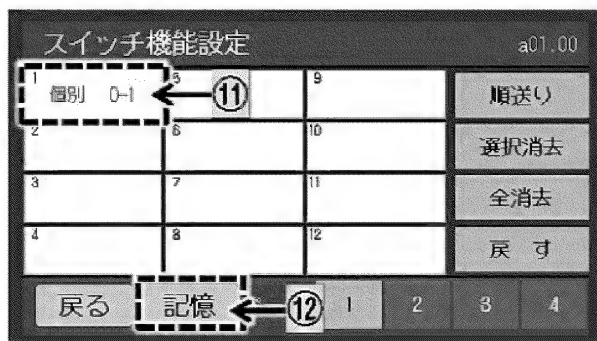 スイッチ機能設定 a01.00
1 個別 0-1 ⑪ 5 9 順送り
2 6 10 選択消去
3 7 11 全消去
4 8 12 戻 す
戻る 記憶 ⑫ 1 2 3 4